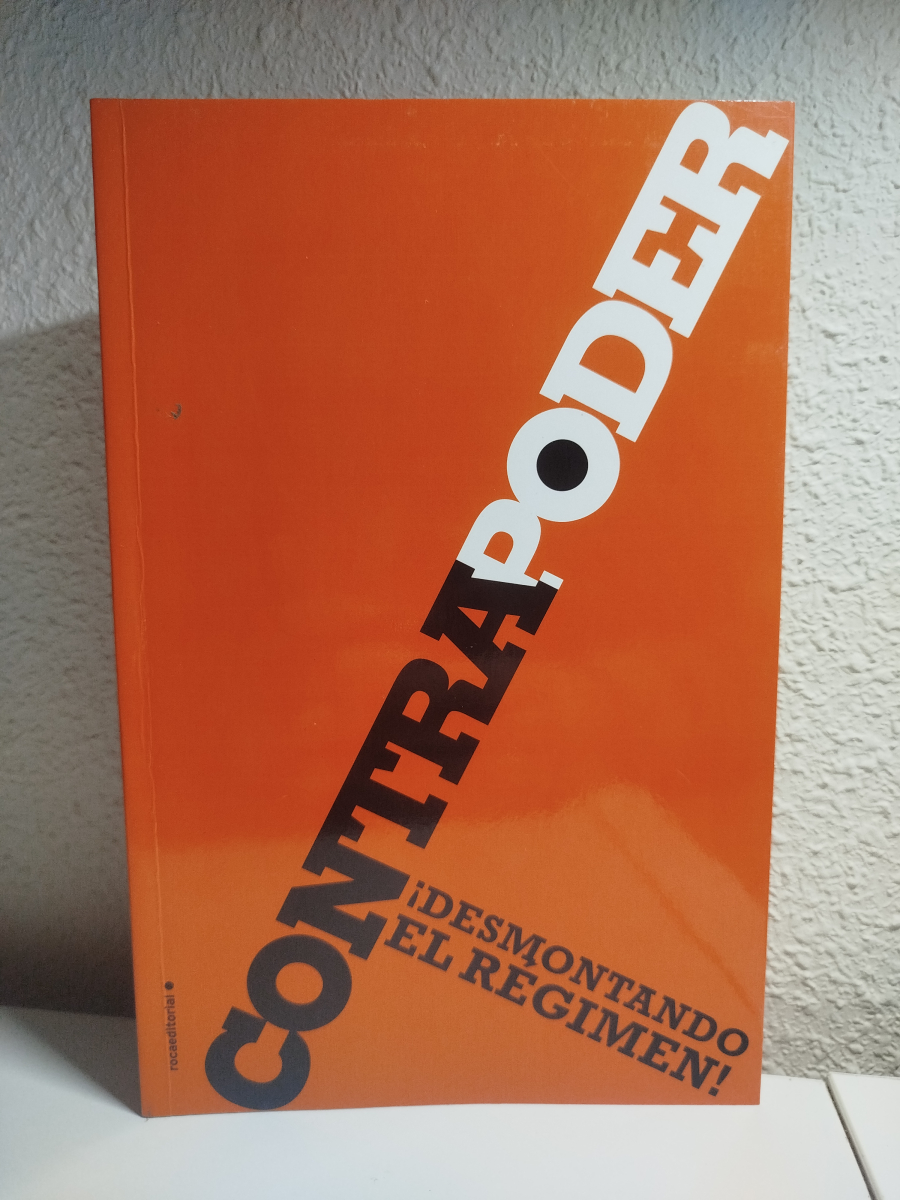 CONTRAPODER
¡DESMONTANDO
EL RÉGIMEN!
rocaeditorial